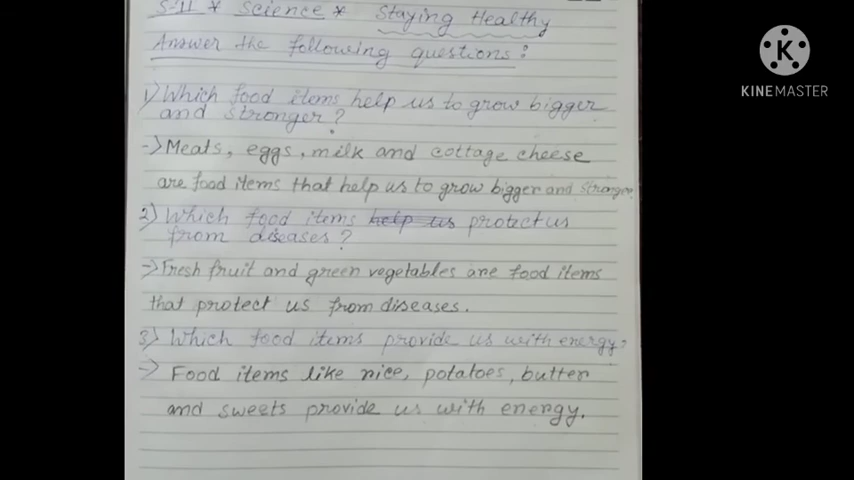 S-11 * Science * Staying Healthy
Answer the following questions:
1) Which food items help us to grow bigger
and stronger?
-> Meats, eggs, milk and cottage cheese
are food items that help us to grow bigger and stronger.
2) Which food items help us protect us
from diseases?
-> Fresh fruit and green vegetables are food items
that protect us from diseases.
3) Which food items provide us with energy?
-> Food items like rice, potatoes, butter
and sweets provide us with energy.
K
KINEMASTER